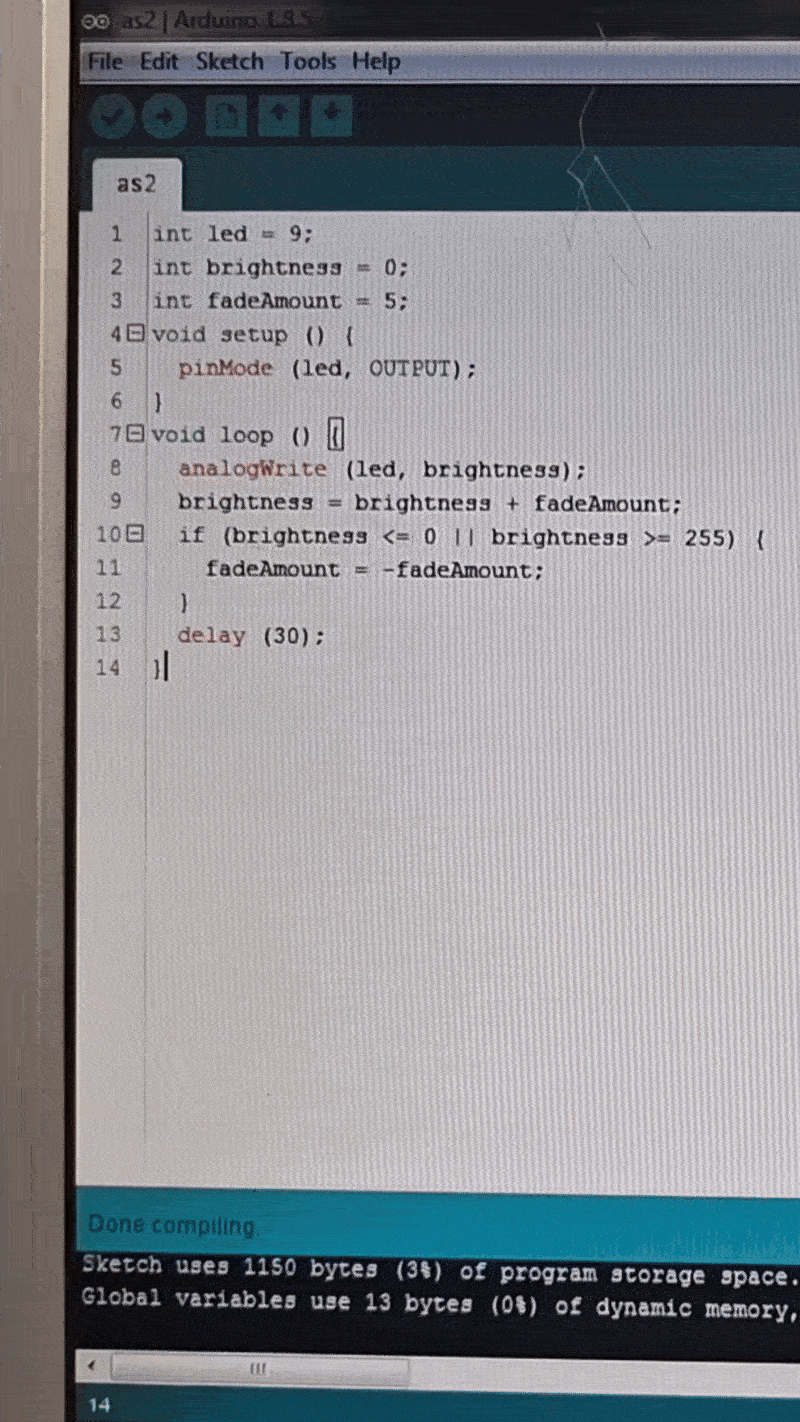 as2 | Arduino 1.8.5
File Edit Sketch Tools Help
as2
1 int led = 9;
2 int brightness = 0;
3 int fadeAmount = 5;
4 void setup () {
5   pinMode (led, OUTPUT);
6 }
7 void loop () {
8   analogWrite (led, brightness);
9   brightness = brightness + fadeAmount;
10   if (brightness <= 0 || brightness >= 255) {
11     fadeAmount = -fadeAmount;
12   }
13   delay (30);
14 }
Done compiling.
Sketch uses 1150 bytes (3%) of program storage space.
Global variables use 13 bytes (0%) of dynamic memory,
14